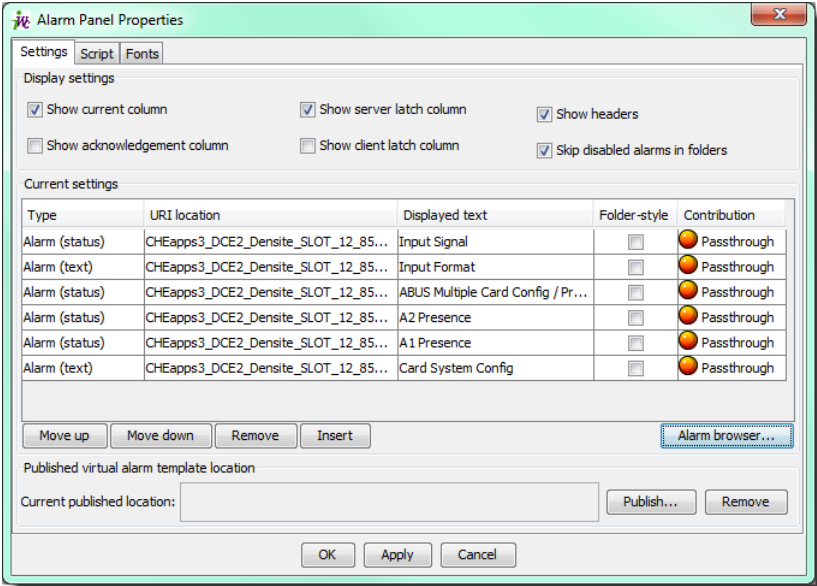 Alarm Panel Properties
Settings Script Fonts
Display settings
Show current column Show server latch column Show headers
Show acknowledgement column Show client latch column Skip disabled alarms in folders
Current settings
Type URI location Displayed text Folder-style Contribution
Alarm (status) CHEapps3_DCE2_Densite_SLOT_12_85... Input Signal Passthrough
Alarm (text) CHEapps3_DCE2_Densite_SLOT_12_85... Input Format Passthrough
Alarm (status) CHEapps3_DCE2_Densite_SLOT_12_85... ABUS Multiple Card Config / Pr... Passthrough
Alarm (status) CHEapps3_DCE2_Densite_SLOT_12_85... A2 Presence Passthrough
Alarm (status) CHEapps3_DCE2_Densite_SLOT_12_85... A1 Presence Passthrough
Alarm (text) CHEapps3_DCE2_Densite_SLOT_12_85... Card System Config Passthrough
Move up Move down Remove Insert Alarm browser...
Published virtual alarm template location
Current published location: Publish... Remove
OK Apply Cancel